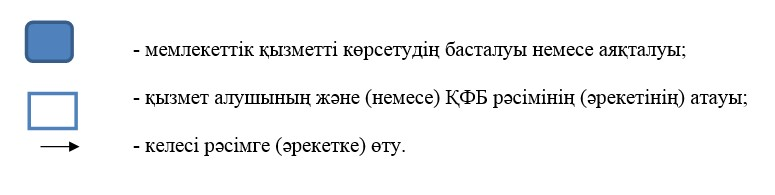 - мемлекеттік қызметті көрсетудің басталуы немесе аяқталуы;
- қызмет алушының және (немесе) ҚФБ рәсімінің (әрекетінің) атауы;
- келесі рәсімге (әрекетке) өту.